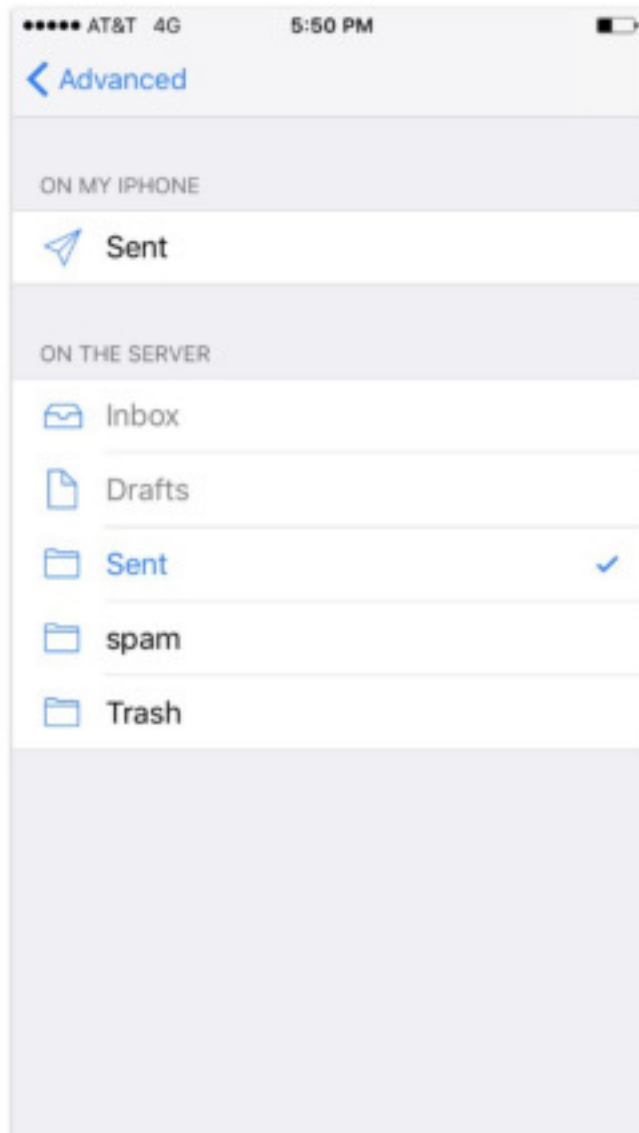 AT&T 4G 5:50 PM
Advanced
ON MY IPHONE
Sent
ON THE SERVER
Inbox
Drafts
Sent
spam
Trash